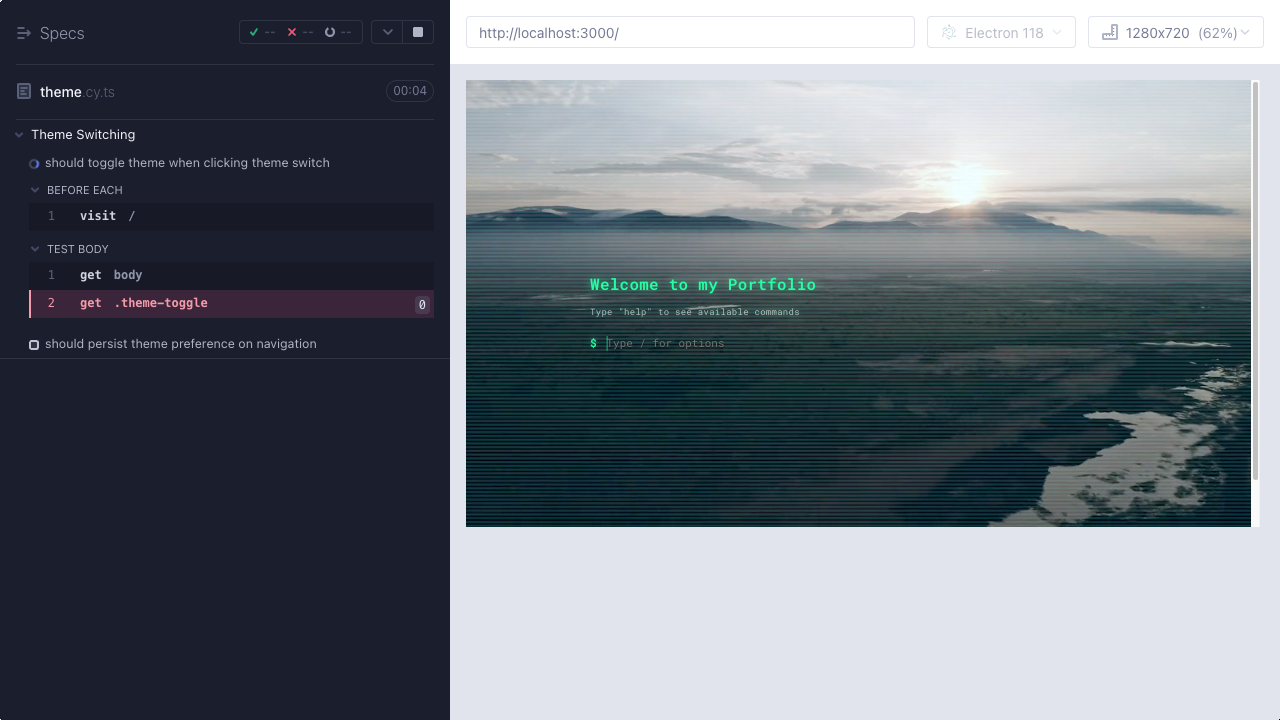 Specs
--
--
--
http://localhost:3000/
Electron 118
1280x720 (62%)
theme.cy.ts
00:04
Theme Switching
should toggle theme when clicking theme switch
BEFORE EACH
1 visit /
TEST BODY
1 get body
2 get .theme-toggle
0
should persist theme preference on navigation
Welcome to my Portfolio
Type "help" to see available commands
$ Type / for options